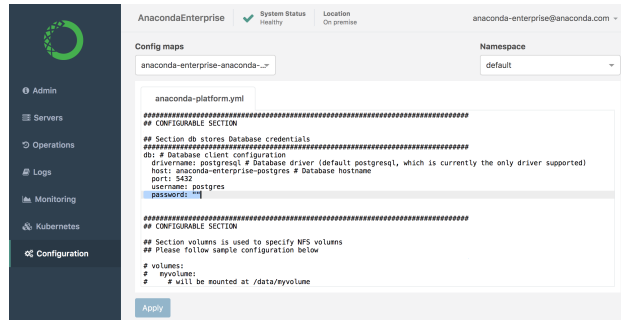 AnacondaEnterprise
System Status
Healthy
Location
On premise
anaconda-enterprise@anaconda.com
Config maps
Namespace
anaconda-enterprise-anaconda-...
default
Admin
Servers
Operations
Logs
Monitoring
Kubernetes
Configuration
anaconda-platform.yml
################################################################################
## CONFIGURABLE SECTION
## Section db stores Database credentials
################################################################################
db: # Database client configuration
drivername: postgresql # Database driver (default postgresql, which is currently the only driver supported)
host: anaconda-enterprise-postgres # Database hostname
port: 5432
username: postgres
password: ""
################################################################################
## CONFIGURABLE SECTION
## Section volumns is used to specify NFS volumns
## Please follow sample configuration below
# volumes:
# myvolume:
# # will be mounted at /data/myvolume
Apply